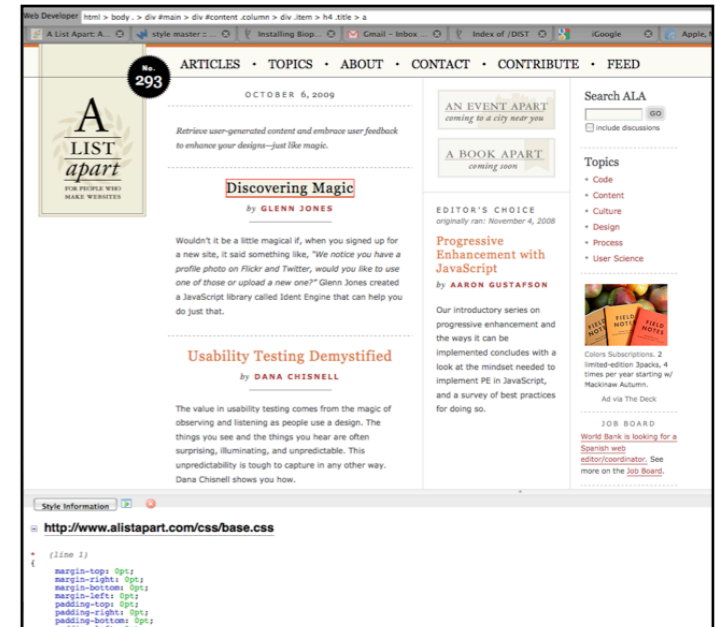 Web Developer html > body . > div #main > div #content .column > div .item > h4 .title > a
A List Apart: A...
style master :: ...
Installing Biop...
Gmail – Inbox ...
Index of /DIST
iGoogle
Apple,
No.
293
ARTICLES • TOPICS • ABOUT • CONTACT • CONTRIBUTE • FEED
A
LIST
apart
FOR PEOPLE WHO
MAKE WEBSITES
OCTOBER 6, 2009
Retrieve user-generated content and embrace user feedback
to enhance your designs—just like magic.
Discovering Magic
by GLENN JONES
Wouldn't it be a little magical if, when you signed up for
a new site, it said something like, “We notice you have a
profile photo on Flickr and Twitter, would you like to use
one of those or upload a new one?” Glenn Jones created
a JavaScript library called Ident Engine that can help you
do just that.
Usability Testing Demystified
by DANA CHISNELL
The value in usability testing comes from the magic of
observing and listening as people use a design. The
things you see and the things you hear are often
surprising, illuminating, and unpredictable. This
unpredictability is tough to capture in any other way.
Dana Chisnell shows you how.
AN EVENT APART
coming to a city near you
A BOOK APART
coming soon
EDITOR'S CHOICE
originally ran: November 4, 2008
Progressive
Enhancement with
JavaScript
by AARON GUSTAFSON
Our introductory series on
progressive enhancement and
the ways it can be
implemented concludes with a
look at the mindset needed to
implement PE in JavaScript,
and a survey of best practices
for doing so.
Search ALA
GO
include discussions
Topics
Code
Content
Culture
Design
Process
User Science
FIELD NOTES
FIELD NOTES
FIELD NOTES
Colors Subscriptions. 2
limited-edition 3packs, 4
times per year starting w/
Mackinaw Autumn.
Ad via The Deck
JOB BOARD
World Bank is looking for a
Spanish web
editor/coordinator. See
more on the Job Board.
Style Information
http://www.alistapart.com/css/base.css
* (line 1)
{
margin-top: 0pt;
margin-right: 0pt;
margin-bottom: 0pt;
margin-left: 0pt;
padding-top: 0pt;
padding-right: 0pt;
padding-bottom: 0pt;